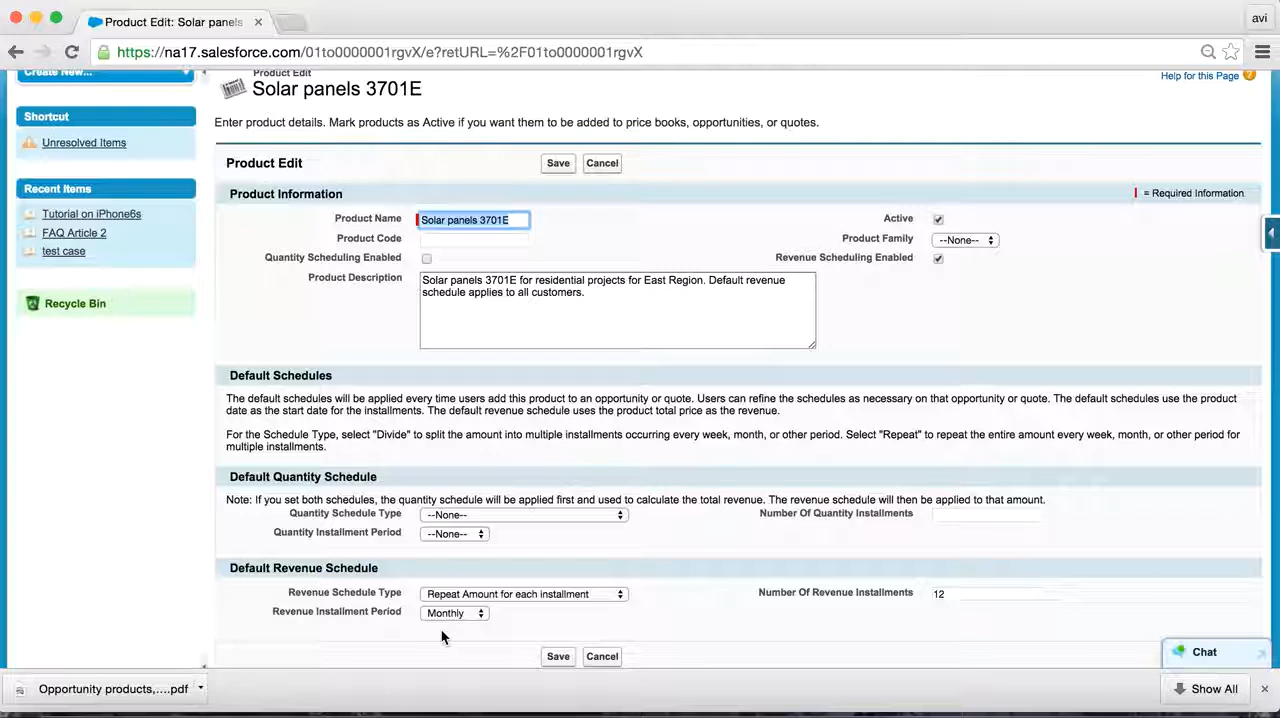 Product Edit: Solar panels
avi
https://na17.salesforce.com/01to0000001rgvX/e?retURL=%2F01to0000001rgvX
Create New...
Product Edit
Solar panels 3701E
Help for this Page ?
Shortcut
Unresolved Items
Recent Items
Tutorial on iPhone6s
FAQ Article 2
test case
Recycle Bin
Enter product details. Mark products as Active if you want them to be added to price books, opportunities, or quotes.
Product Edit
Save
Cancel
Product Information
= Required Information
Product Name
Solar panels 3701E
Active
Product Code
Product Family
--None--
Quantity Scheduling Enabled
Revenue Scheduling Enabled
Product Description
Solar panels 3701E for residential projects for East Region. Default revenue
schedule applies to all customers.
Default Schedules
The default schedules will be applied every time users add this product to an opportunity or quote. Users can refine the schedules as necessary on that opportunity or quote. The default schedules use the product
date as the start date for the installments. The default revenue schedule uses the product total price as the revenue.
For the Schedule Type, select "Divide" to split the amount into multiple installments occurring every week, month, or other period. Select "Repeat" to repeat the entire amount every week, month, or other period for
multiple installments.
Default Quantity Schedule
Note: If you set both schedules, the quantity schedule will be applied first and used to calculate the total revenue. The revenue schedule will then be applied to that amount.
Quantity Schedule Type
--None--
Number Of Quantity Installments
Quantity Installment Period
--None--
Default Revenue Schedule
Revenue Schedule Type
Repeat Amount for each installment
Number Of Revenue Installments
12
Revenue Installment Period
Monthly
Save
Cancel
Chat
Opportunity products,....pdf
Show All